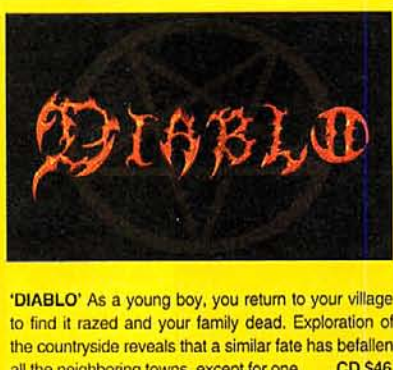 DIABLO
'DIABLO' As a young boy, you return to your village
to find it razed and your family dead. Exploration of
the countryside reveals that a similar fate has befallen
all the neighboring towns, except for one. CD $46